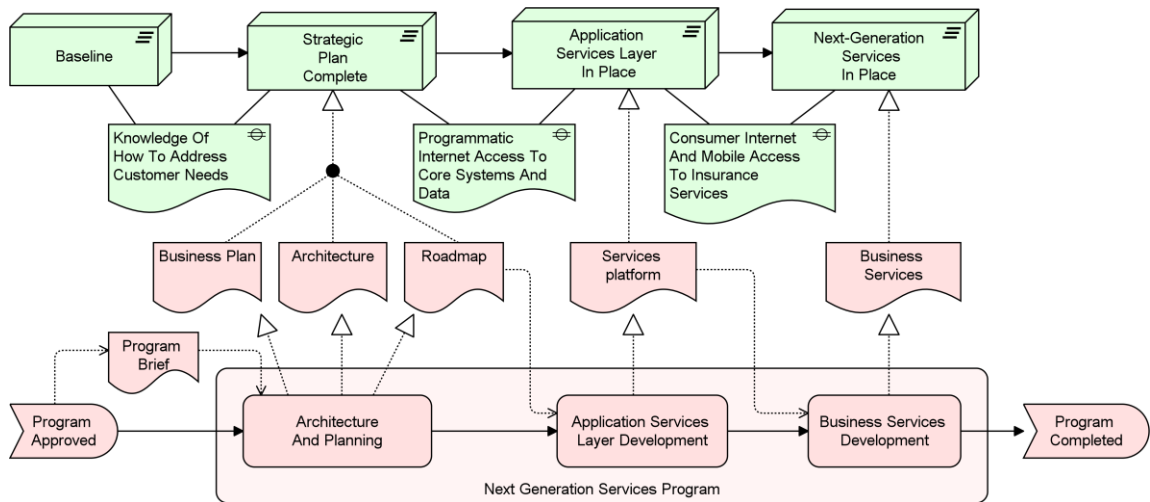 Baseline
Strategic
Plan
Complete
Application
Services Layer
In Place
Next-Generation
Services
In Place
Knowledge Of
How To Address
Customer Needs
Programmatic
Internet Access To
Core Systems And
Data
Consumer Internet
And Mobile Access
To Insurance
Services
Business Plan
Architecture
Roadmap
Services
platform
Business
Services
Program
Brief
Program
Approved
Architecture
And Planning
Application Services
Layer Development
Business Services
Development
Program
Completed
Next Generation Services Program